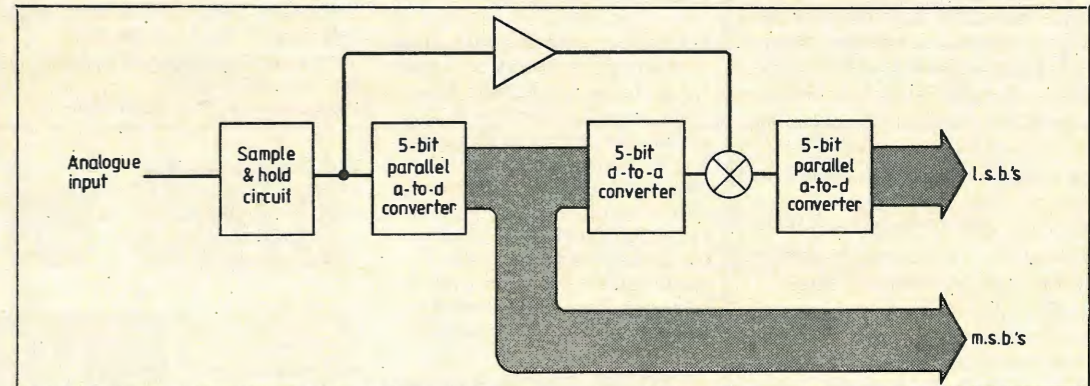 Analogue
input
Sample
& hold
circuit
5-bit
parallel
a-to-d
converter
5-bit
d-to-a
converter
5-bit
parallel
a-to-d
converter
l.s.b.'s
m.s.b.'s